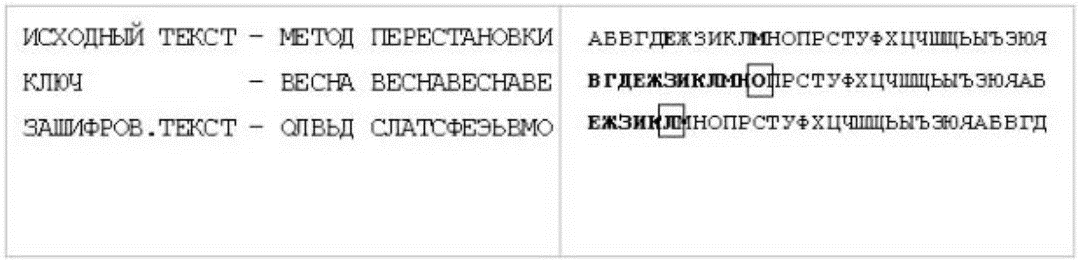 ИСХОДНЫЙ ТЕКСТ – МЕТОД ПЕРЕСТАНОВКИ
КЛЮЧ – ВЕСНА ВЕСНАВЕСНАВЕ
ЗАШИФРОВ.ТЕКСТ – ОЛВЬД СЛАТСФЕЭЬВМО
АБВГДЕЖЗИКЛМНОПРСТУФХЦЧШЩЬЫЪЭЮЯ
ВГДЕЖЗИКЛМНОПРСТУФХЦЧШЩЬЫЪЭЮЯАБ
ЕЖЗИКЛМНОПРСТУФХЦЧШЩЬЫЪЭЮЯАБВГД